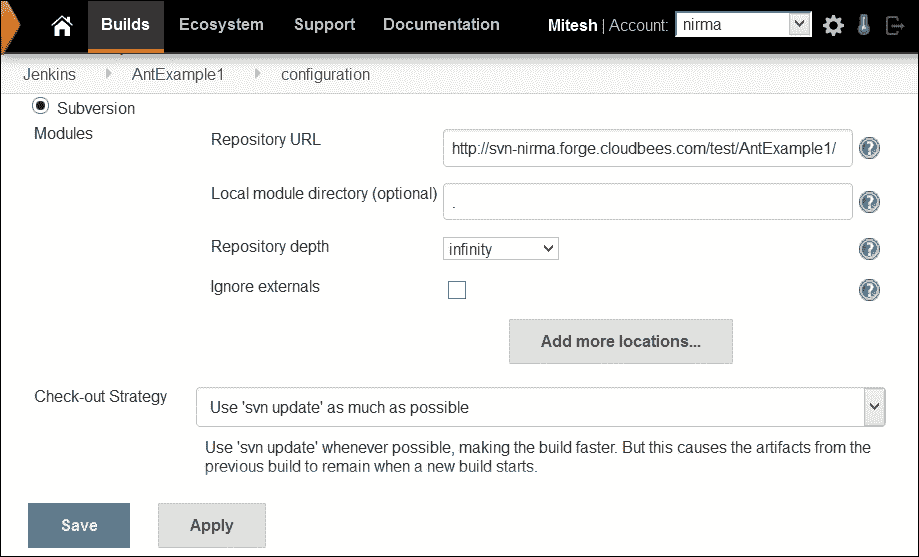 Builds Ecosystem Support Documentation Mitesh | Account: nirma
Jenkins AntExample1 configuration
Subversion
Modules
Repository URL http://svn-nirma.forge.cloudbees.com/test/AntExample1/
Local module directory (optional) .
Repository depth infinity
Ignore externals
Add more locations...
Check-out Strategy Use 'svn update' as much as possible
Use 'svn update' whenever possible, making the build faster. But this causes the artifacts from the
previous build to remain when a new build starts.
Save Apply